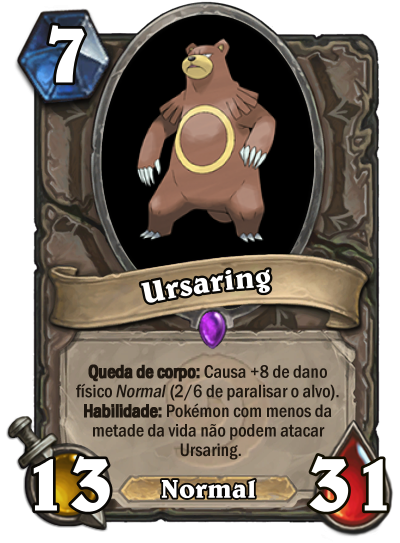 7
Ursaring
Queda de corpo: Causa +8 de dano
físico Normal (2/6 de paralisar o alvo).
Habilidade: Pokémon com menos da
metade da vida não podem atacar
Ursaring.
13
Normal
31